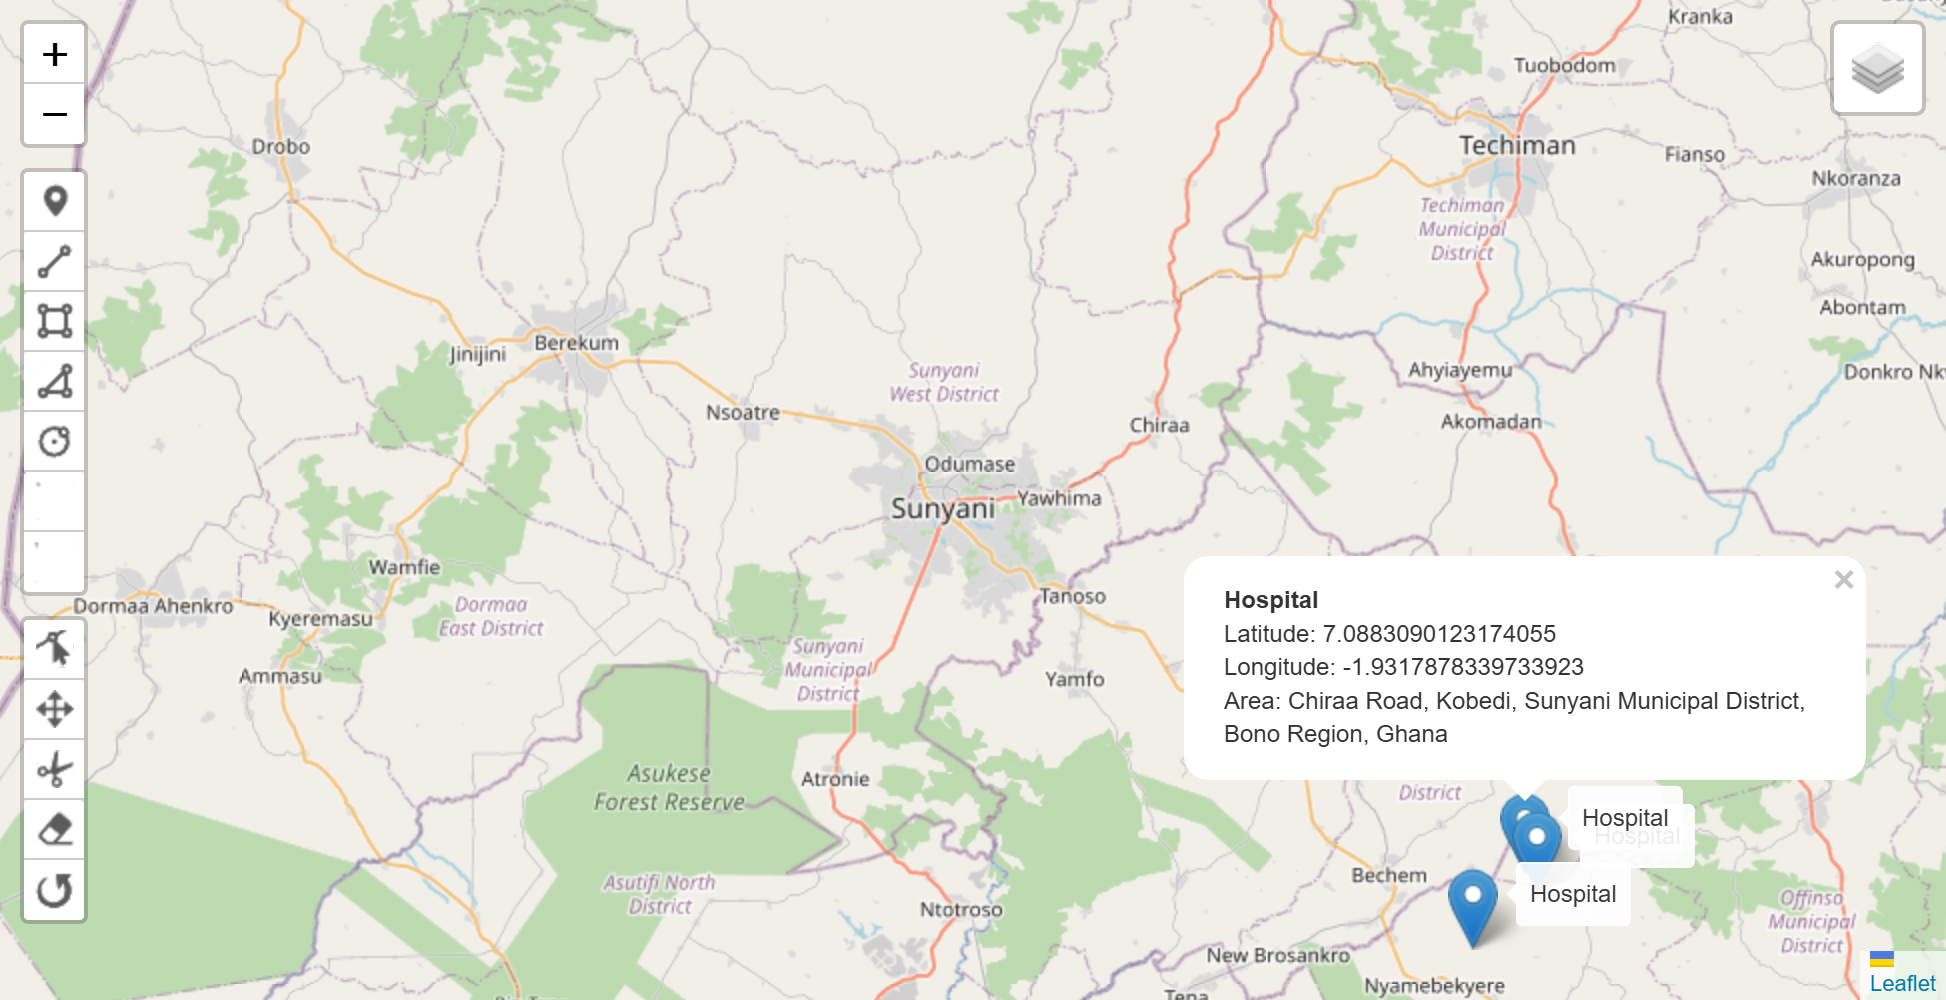 +
−
Kranka
Tuobodom
Drobo
Techiman
Fianso
Nkoranza
Techiman
Municipal
District
Akuropong
Abontam
Berekum
Jinijini
Sunyani
West District
Ahyiayemu
Donkro Nk
Nsoatre
Chiraa
Akomadan
Odumase
Yawhima
Sunyani
Wamfie
Dormaa Ahenkro
Kyeremasu
Dormaa
East District
Tanoso
Sunyani
Municipal
District
Ammasu
Yamfo
×
Hospital
Latitude: 7.0883090123174055
Longitude: -1.9317878339733923
Area: Chiraa Road, Kobedi, Sunyani Municipal District,
Bono Region, Ghana
Asukese
Forest Reserve
Atronie
District
Hospital
Hospital
Bechem
Hospital
Asutifi North
District
Ntotroso
Offinso
Municipal
District
New Brosankro
Nyamebekyere
Leaflet